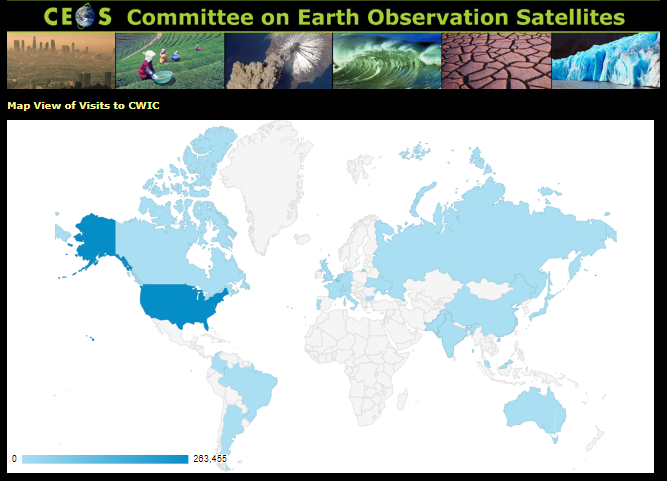 CEOS Committee on Earth Observation Satellites
Map View of Visits to CWIC
0 263,455